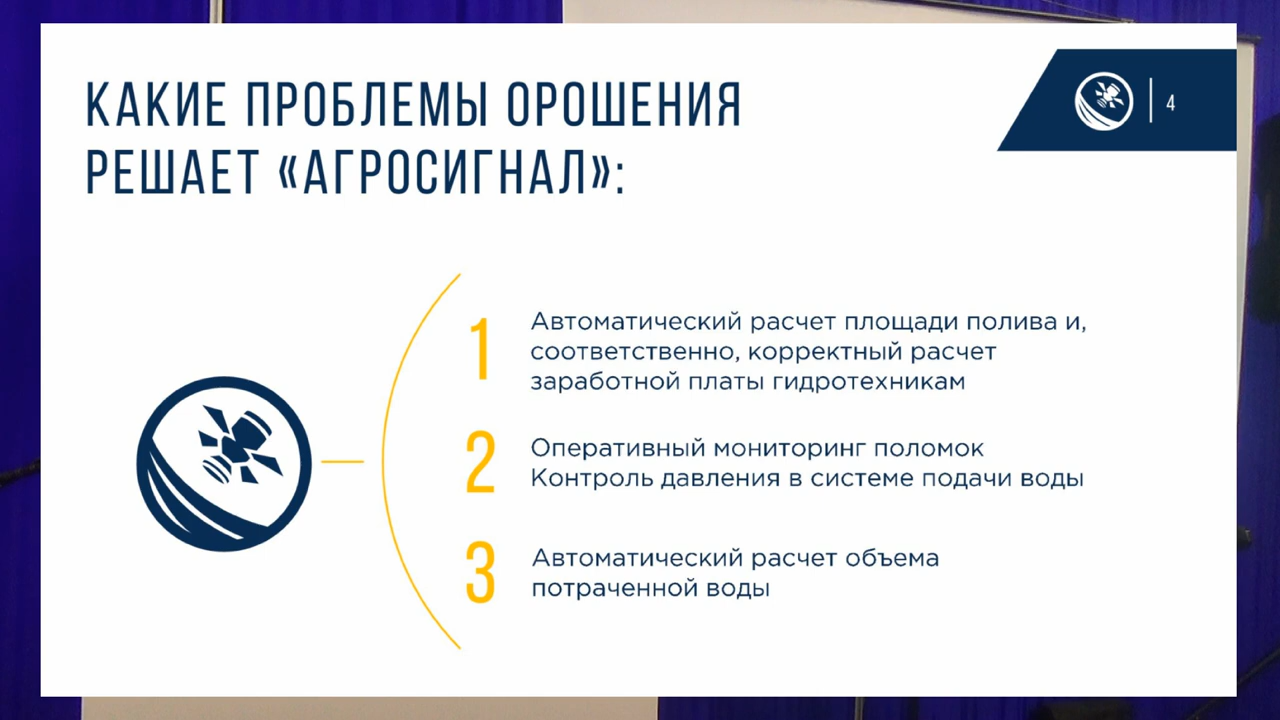 КАКИЕ ПРОБЛЕМЫ ОРОШЕНИЯ
РЕШАЕТ «АГРОСИГНАЛ»:
4
1
Автоматический расчет площади полива и,
соответственно, корректный расчет
заработной платы гидротехникам
2
Оперативный мониторинг поломок
Контроль давления в системе подачи воды
3
Автоматический расчет объема
потраченной воды